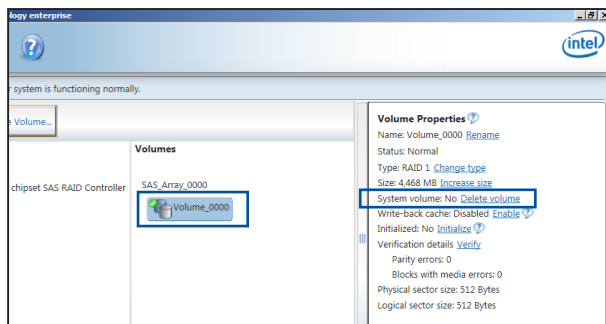 logy enterprise
intel
r system is functioning normally.
e Volume...
Volumes
chipset SAS RAID Controller
SAS_Array_0000
Volume_0000
Volume Properties
Name: Volume_0000 Rename
Status: Normal
Type: RAID 1 Change type
Size: 4,468 MB Increase size
System volume: No Delete volume
Write-back cache: Disabled Enable
Initialized: No Initialize
Verification details Verify
Parity errors: 0
Blocks with media errors: 0
Physical sector size: 512 Bytes
Logical sector size: 512 Bytes